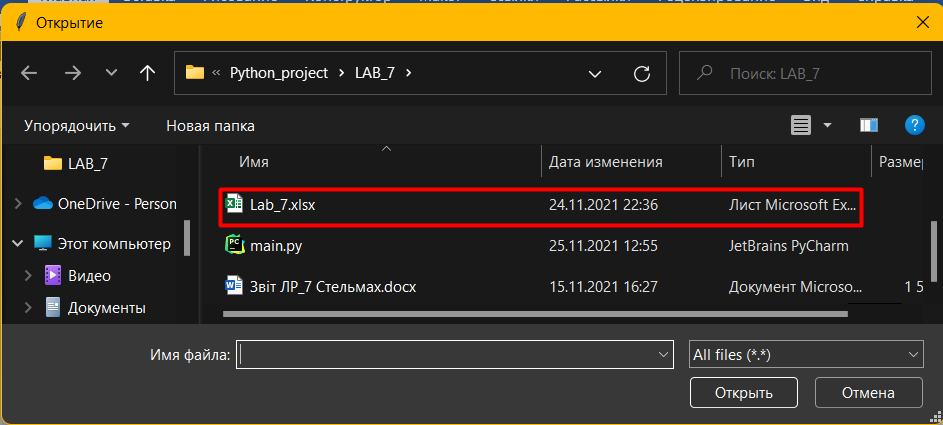 Открытие
« Python_project › LAB_7 ›
Поиск: LAB_7
Упорядочить
Новая папка
Имя
Дата изменения
Тип
Размер
LAB_7
OneDrive - Person
Этот компьютер
Видео
Документы
Lab_7.xlsx 24.11.2021 22:36 Лист Microsoft Ex...
main.py 25.11.2021 12:55 JetBrains PyCharm
Звіт ЛР_7 Стельмах.docx 15.11.2021 16:27 Документ Microso... 1 5
Имя файла:
All files (*.*)
Открыть
Отмена